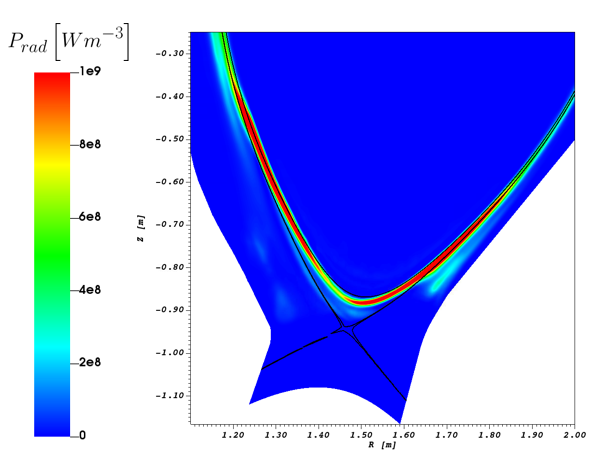 P_{rad} [Wm^{-3}]
1e9
8e8
6e8
4e8
2e8
0
-0.30
-0.40
-0.50
-0.60
-0.70
-0.80
-0.90
-1.00
-1.10
Z [m]
1.20 1.30 1.40 1.50 1.60 1.70 1.80 1.90 2.00
R [m]